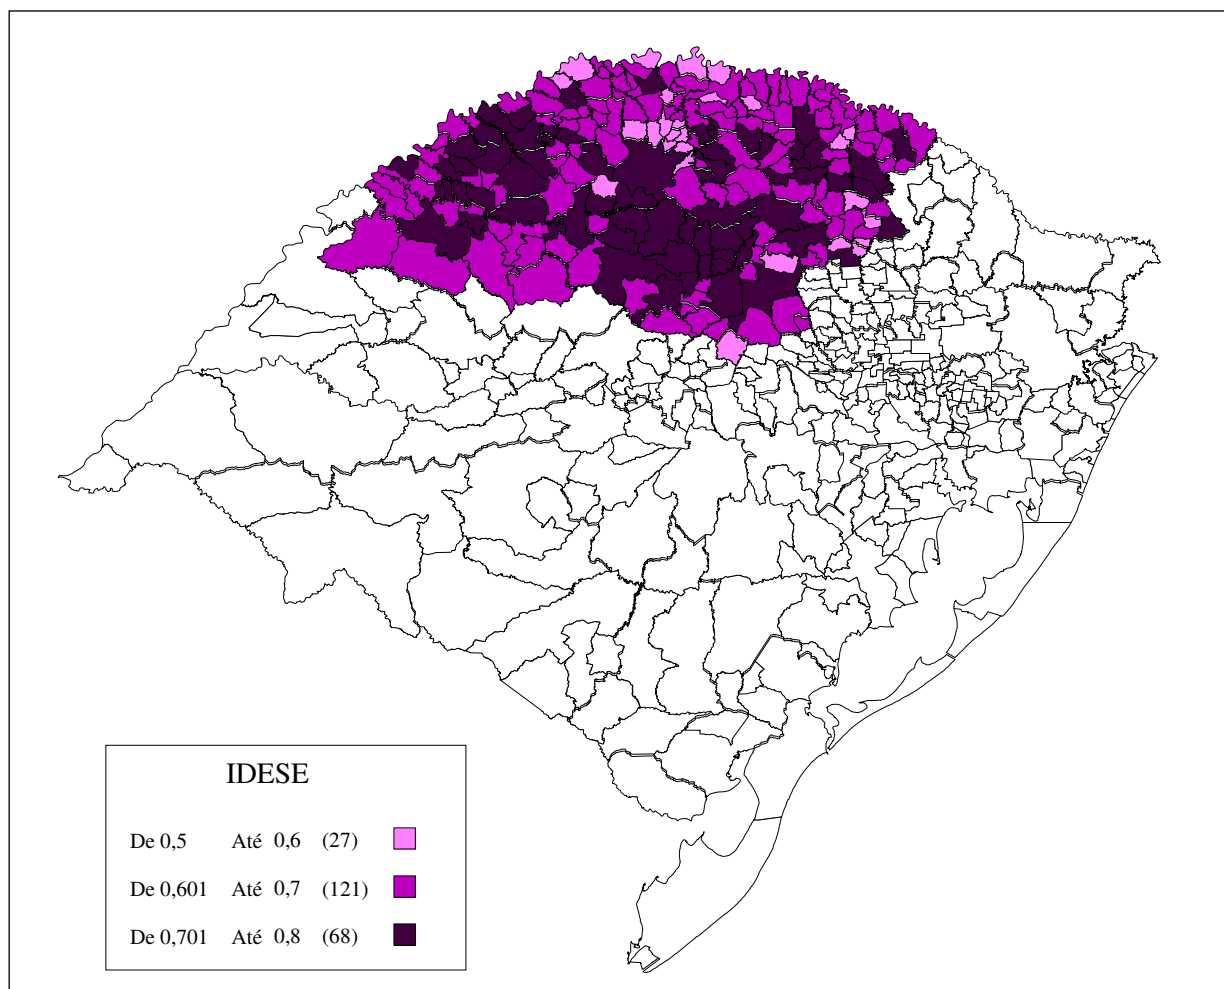 IDESE
De 0,5 Até 0,6 (27)
De 0,601 Até 0,7 (121)
De 0,701 Até 0,8 (68)